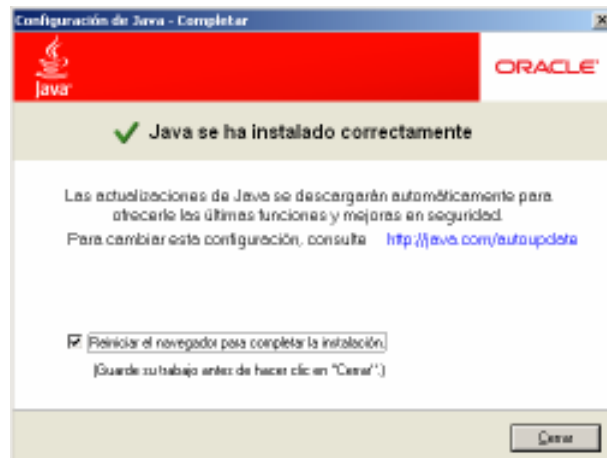 Configuración de Java - Completar
Java
ORACLE
Java se ha instalado correctamente
Las actualizaciones de Java se descargarán automáticamente para
ofrecerle las últimas funciones y mejoras en seguridad.
Para cambiar esta configuración, consulte http://java.com/autoupdate
Reiniciar el navegador para completar la instalación.
(Guarde su trabajo antes de hacer clic en "Cerrar".)
Cerrar